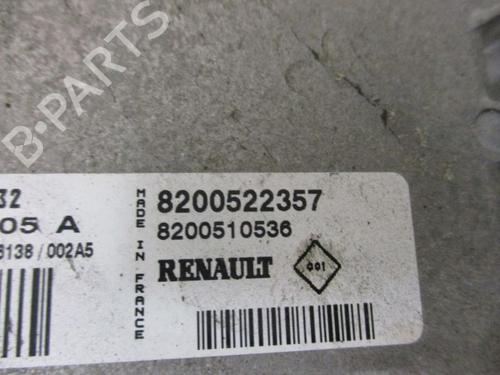 B-PARTS
32
05 A
6138/002A5
MADE IN FRANCE
8200522357
8200510536
RENAULT
001